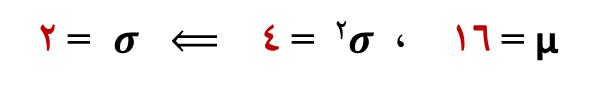 μ = ١٦ ، σ٢ = ٤ ⟸ σ = ٢